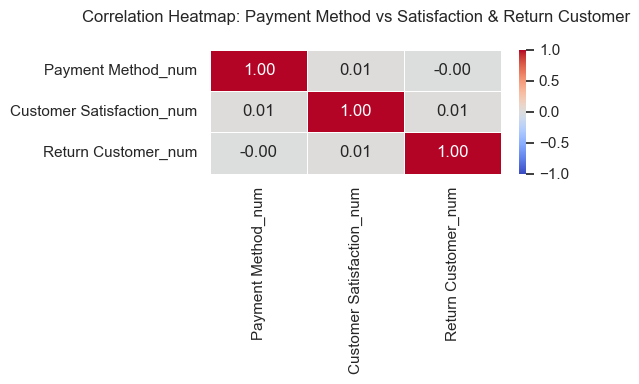 Correlation Heatmap: Payment Method vs Satisfaction & Return Customer
Payment Method_num 1.00 0.01 -0.00
Customer Satisfaction_num 0.01 1.00 0.01
Return Customer_num -0.00 0.01 1.00
Payment Method_num
Customer Satisfaction_num
Return Customer_num
1.0
0.5
0.0
−0.5
−1.0